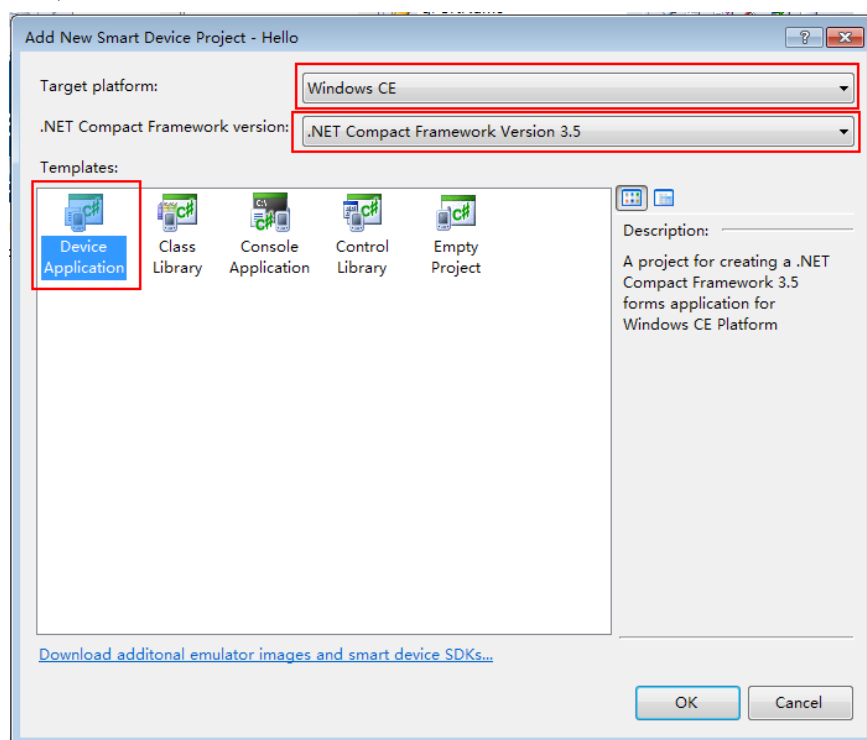 Add New Smart Device Project - Hello
Target platform:
Windows CE
.NET Compact Framework version:
.NET Compact Framework Version 3.5
Templates:
Device Application
Class Library
Console Application
Control Library
Empty Project
Description:
A project for creating a .NET
Compact Framework 3.5
forms application for
Windows CE Platform
Download additonal emulator images and smart device SDKs...
OK
Cancel